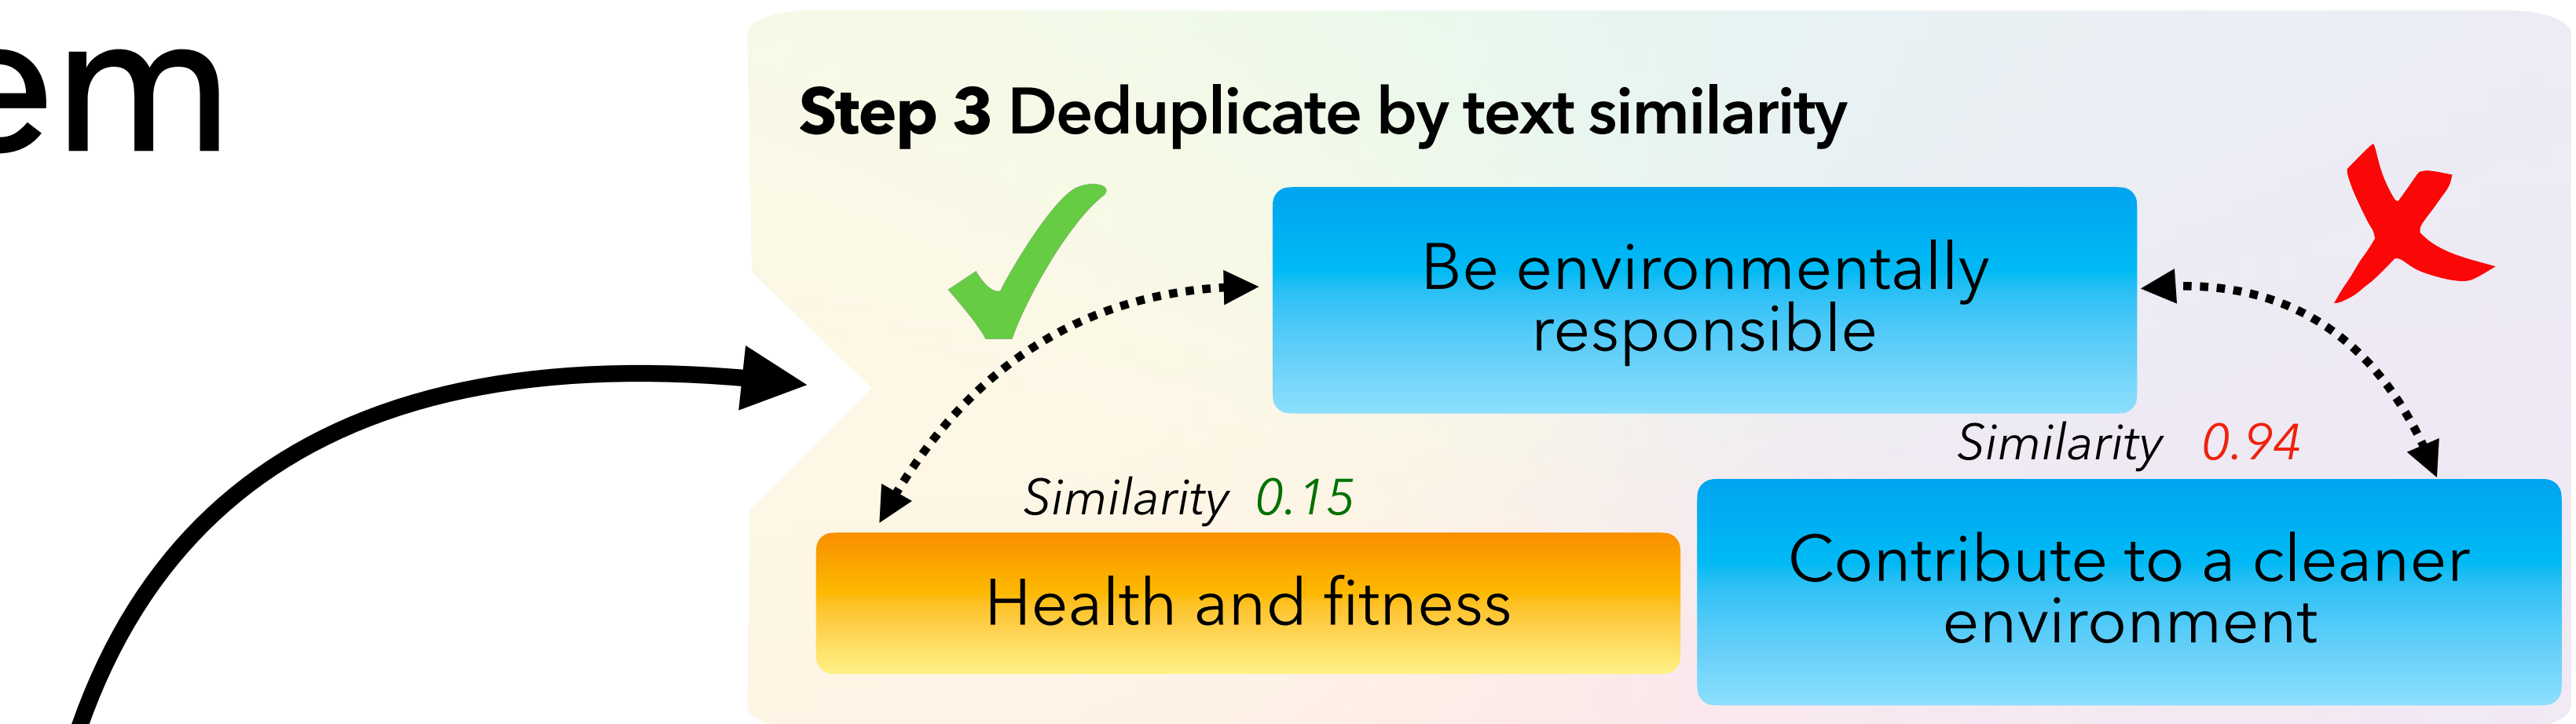 em
Step 3 Deduplicate by text similarity
Be environmentally
responsible
Similarity 0.94
Similarity 0.15
Health and fitness
Contribute to a cleaner
environment